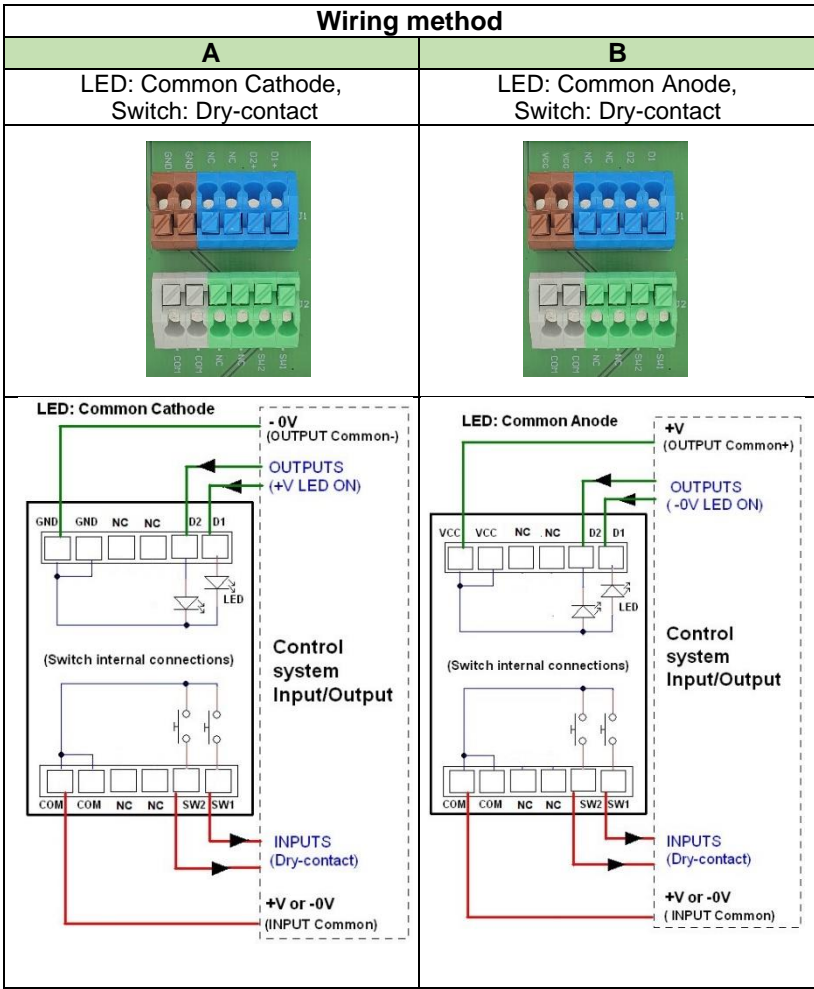 Wiring method
A
B
LED: Common Cathode,
Switch: Dry-contact
LED: Common Anode,
Switch: Dry-contact
GND GND NC NC D2+ D1+
J1
J2
COM COM NC NC SW2 SW1
VCC VCC NC NC D2 D1
J1
J2
COM COM NC NC SW2 SW1
LED: Common Cathode
- 0V
(OUTPUT Common-)
OUTPUTS
(+V LED ON)
GND GND NC NC D2 D1
LED
(Switch internal connections)
Control
system
Input/Output
COM COM NC NC SW2 SW1
INPUTS
(Dry-contact)
+V or -0V
(INPUT Common)
LED: Common Anode
+V
(OUTPUT Common+)
OUTPUTS
( -0V LED ON)
VCC VCC NC .NC D2 D1
LED
(Switch internal connections)
Control
system
Input/Output
COM COM NC NC SW2 SW1
INPUTS
(Dry-contact)
+V or -0V
( INPUT Common)